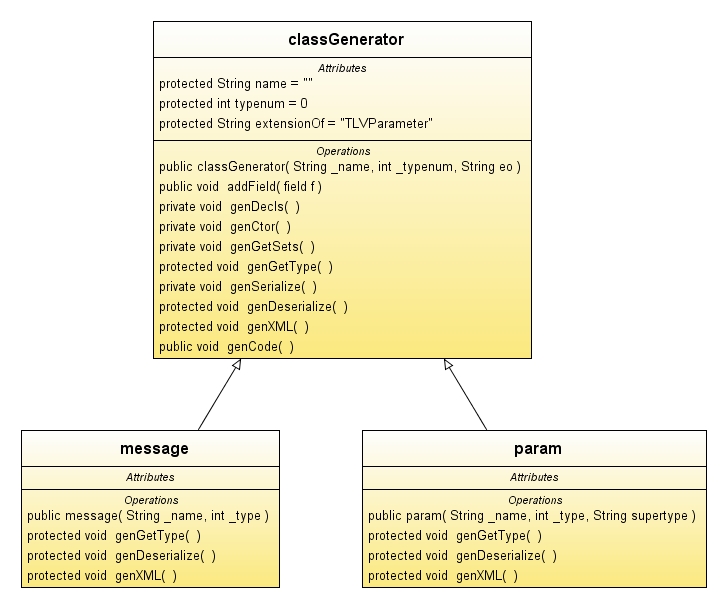 classGenerator
Attributes
protected String name = ""
protected int typenum = 0
protected String extensionOf = "TLVParameter"
Operations
public classGenerator( String _name, int _typenum, String eo )
public void addField( field f )
private void genDecls( )
private void genCtor( )
private void genGetSets( )
protected void genGetType( )
private void genSerialize( )
protected void genDeserialize( )
protected void genXML( )
public void genCode( )
message
Attributes
Operations
public message( String _name, int _type )
protected void genGetType( )
protected void genDeserialize( )
protected void genXML( )
param
Attributes
Operations
public param( String _name, int _type, String supertype )
protected void genGetType( )
protected void genDeserialize( )
protected void genXML( )